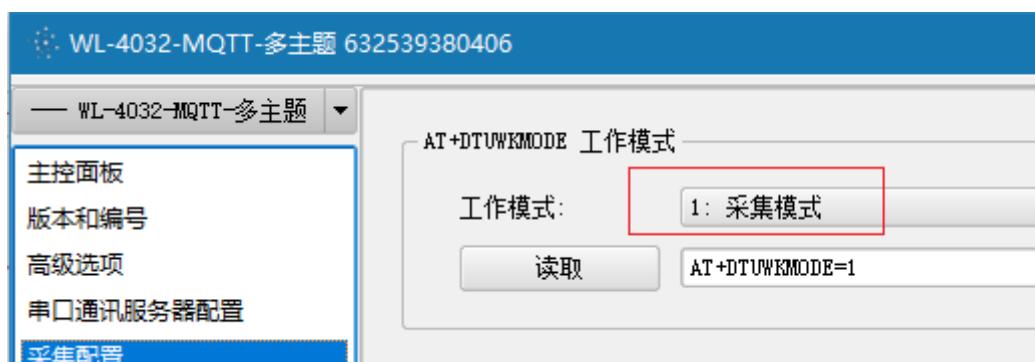 WL-4032-MQTT-多主题 632539380406
WL-4032-MQTT-多主题
主控面板
版本和编号
高级选项
串口通讯服务器配置
采集配置
AT+DTUWKMODE 工作模式
工作模式:
1: 采集模式
读取
AT+DTUWKMODE=1